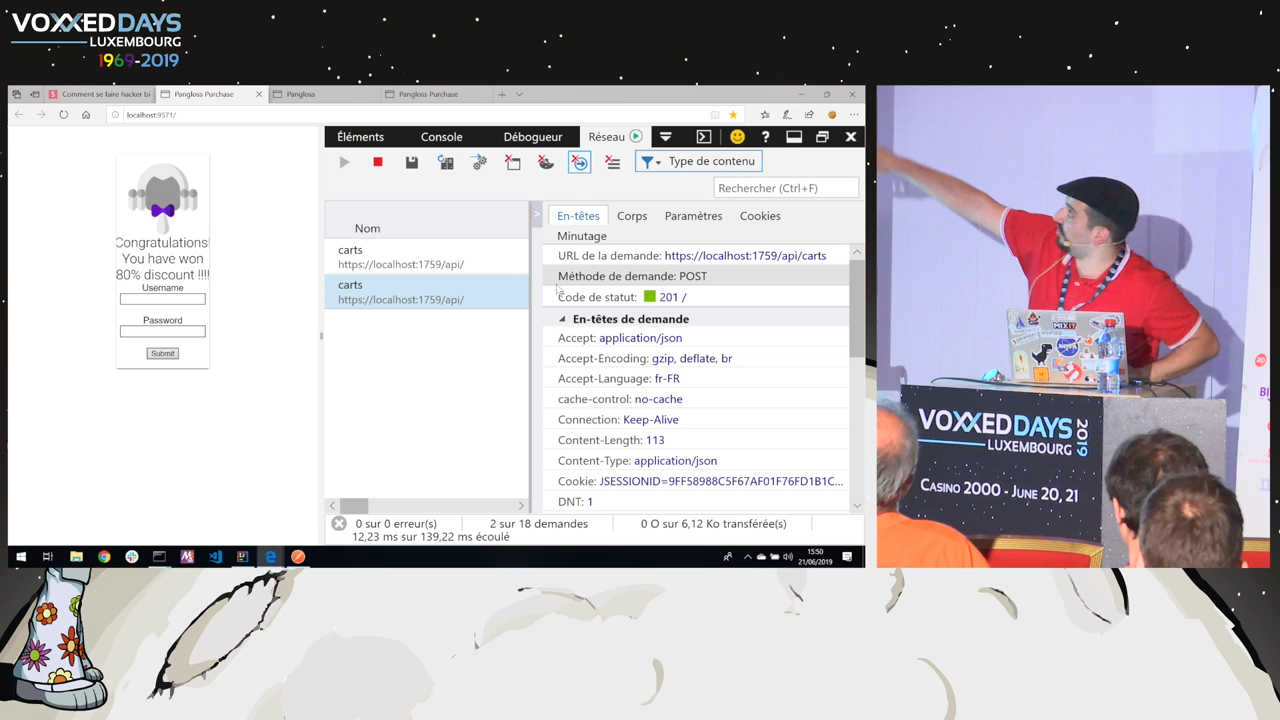 VOXXEDDAYS
LUXEMBOURG
1969-2019
Comment se faire hacker bi
Pangloss Purchase
Pangloss
Pangloss Purchase
localhost:9571/
Éléments
Console
Débogueur
Réseau
Type de contenu
Rechercher (Ctrl+F)
Nom
carts
https://localhost:1759/api/
carts
https://localhost:1759/api/
En-têtes
Corps
Paramètres
Cookies
Minutage
URL de la demande: https://localhost:1759/api/carts
Méthode de demande: POST
Code de statut: 201 /
En-têtes de demande
Accept: application/json
Accept-Encoding: gzip, deflate, br
Accept-Language: fr-FR
cache-control: no-cache
Connection: Keep-Alive
Content-Length: 113
Content-Type: application/json
Cookie: JSESSIONID=9FF58988C5F67AF01F76FD1B1C...
DNT: 1
0 sur 0 erreur(s)
2 sur 18 demandes
0 O sur 6,12 Ko transférée(s)
12,23 ms sur 139,22 ms écoulé
Congratulations!
You have won
80% discount !!!!
Username
Password
Submit
15:50
21/06/2019
MIXIT
NASA
VOXXEDDAYS
LUXEMBOURG
2019
CASINO 2000 - JUNE 20, 21